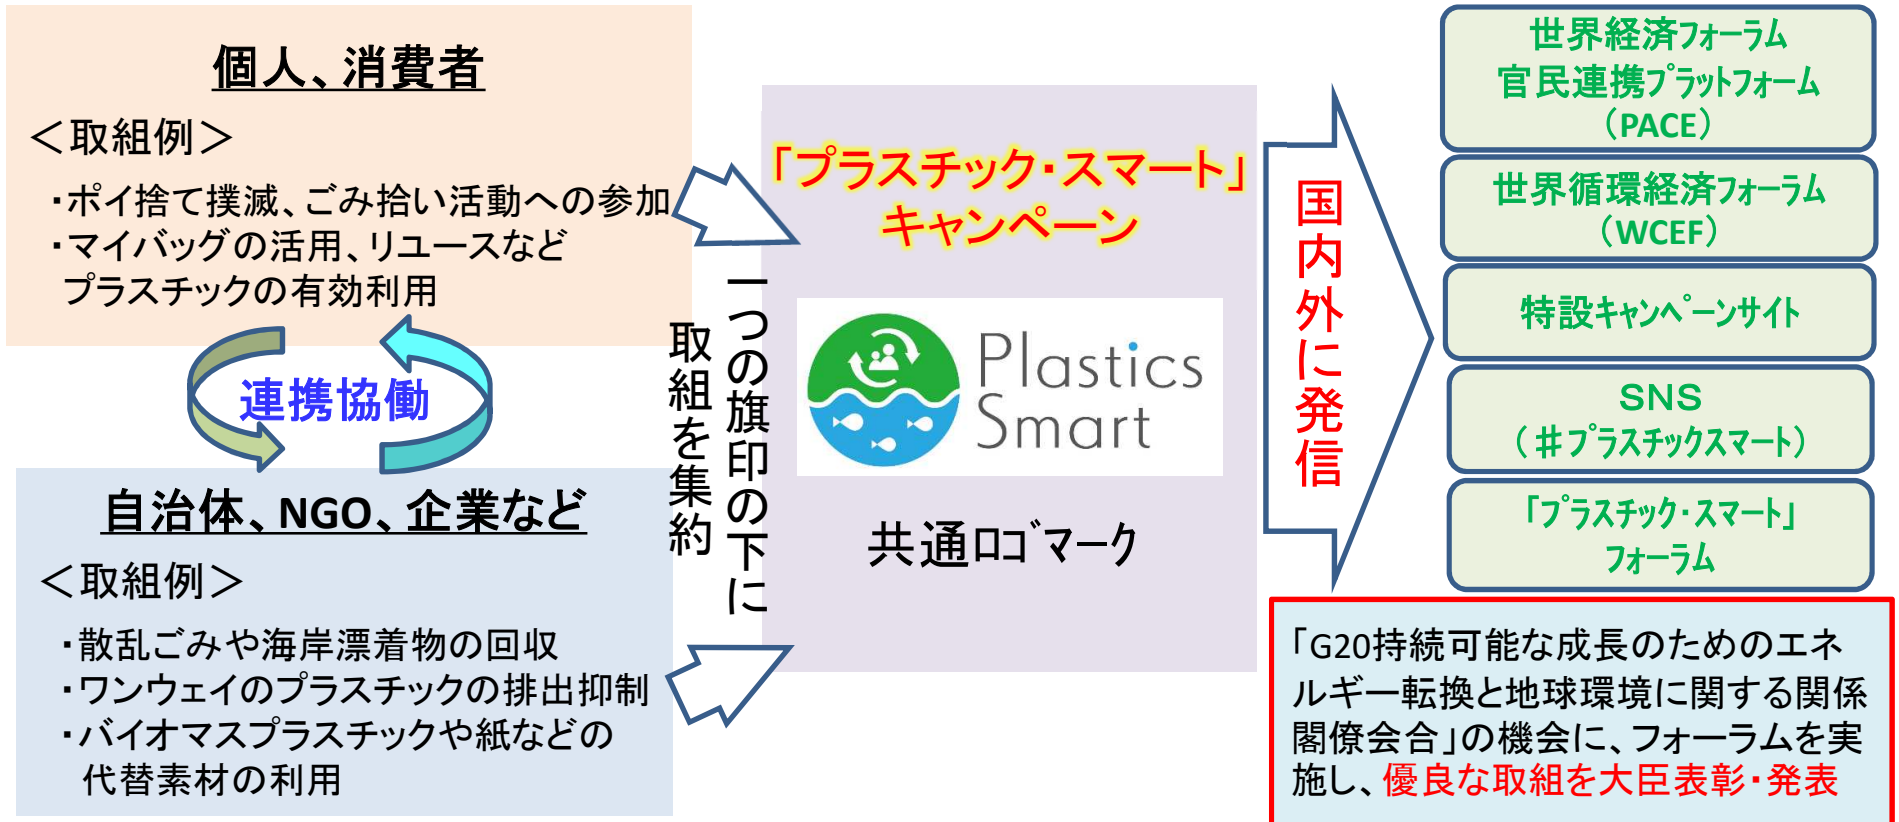 個人、消費者
＜取組例＞
・ポイ捨て撲滅、ごみ拾い活動への参加
・マイバッグの活用、リユースなど
プラスチックの有効利用
連携協働
自治体、NGO、企業など
＜取組例＞
・散乱ごみや海岸漂着物の回収
・ワンウェイのプラスチックの排出抑制
・バイオマスプラスチックや紙などの
代替素材の利用
一つの旗印の下に
取組を集約
「プラスチック・スマート」
キャンペーン
Plastics
Smart
共通ロゴマーク
国内外に発信
世界経済フォーラム
官民連携プラットフォーム
（PACE）
世界循環経済フォーラム
（WCEF）
特設キャンペーンサイト
ＳＮＳ
（＃プラスチックスマート）
「プラスチック・スマート」
フォーラム
「G20持続可能な成長のためのエネ
ルギー転換と地球環境に関する関係
閣僚会合」の機会に、フォーラムを実
施し、優良な取組を大臣表彰・発表